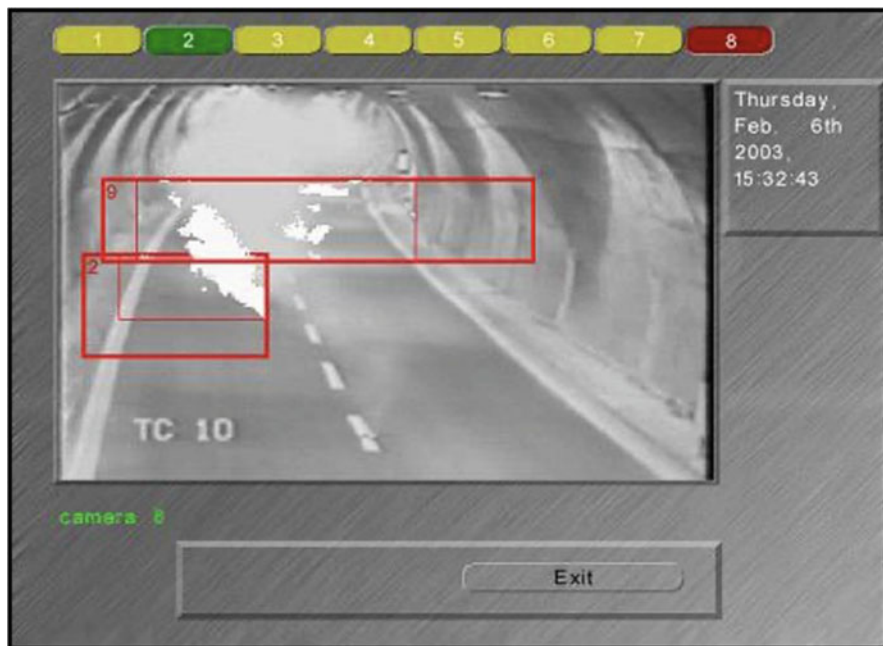 1 2 3 4 5 6 7 8
Thursday,
Feb. 6th
2003,
15:32:43
9
2
TC 10
camera 8
Exit